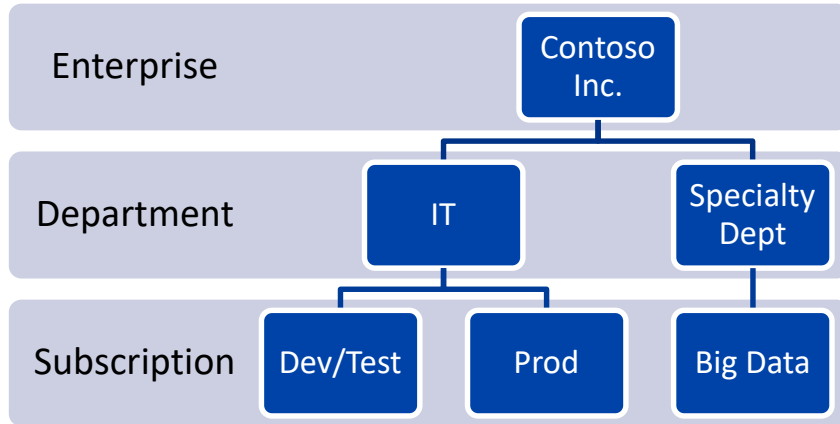 Enterprise
Contoso
Inc.
Department
IT
Specialty
Dept
Subscription
Dev/Test
Prod
Big Data